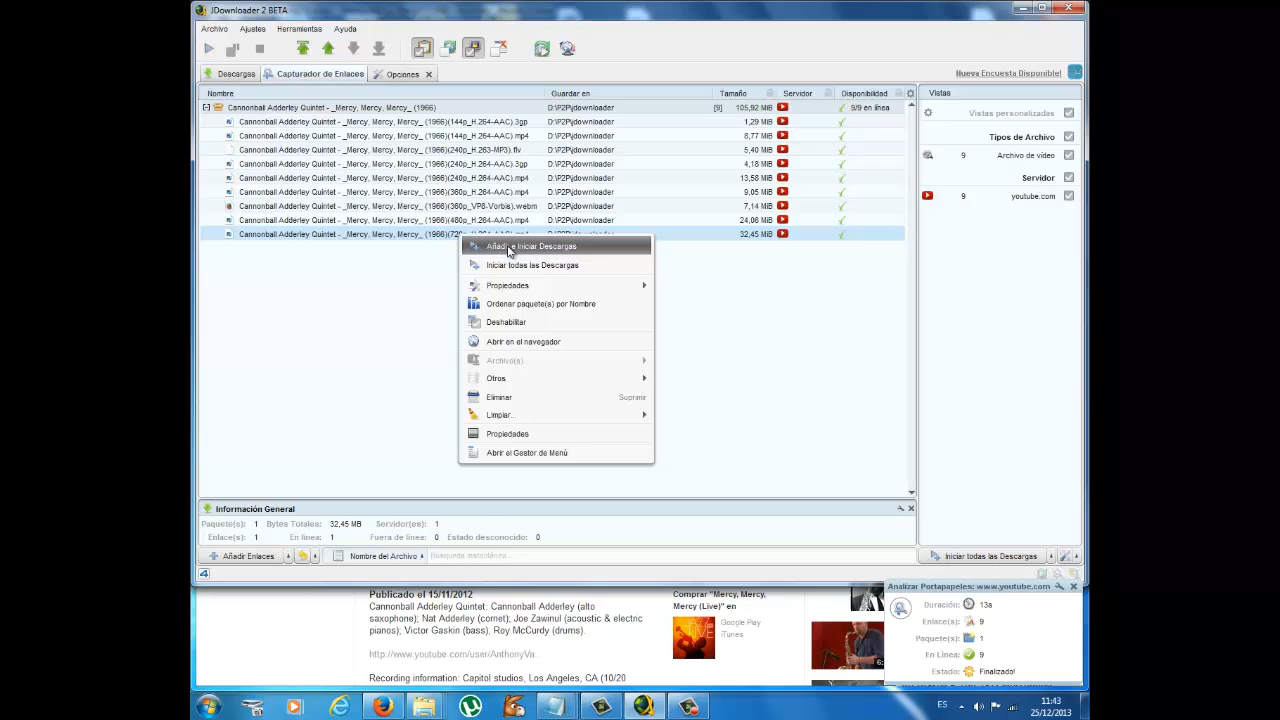 JDownloader 2 BETA
Archivo Ajustes Herramientas Ayuda
Descargas Capturador de Enlaces Opciones Nueva Encuesta Disponible!
Nombre Guardar en Tamaño Servidor Disponibilidad Vistas
Cannonball Adderley Quintet - _Mercy, Mercy, Mercy_ (1966) D:\P2P\jdownloader [9] 105,92 MiB 9/9 en línea
Vistas personalizadas
Cannonball Adderley Quintet - _Mercy, Mercy, Mercy_ (1966)(144p_H.264-AAC).3gp D:\P2P\jdownloader 1,29 MiB
Cannonball Adderley Quintet - _Mercy, Mercy, Mercy_ (1966)(144p_H.264-AAC).mp4 D:\P2P\jdownloader 8,77 MiB
Tipos de Archivo
Cannonball Adderley Quintet - _Mercy, Mercy, Mercy_ (1966)(240p_H.263-MP3).flv D:\P2P\jdownloader 5,40 MiB
9 Archivo de vídeo
Cannonball Adderley Quintet - _Mercy, Mercy, Mercy_ (1966)(240p_H.264-AAC).3gp D:\P2P\jdownloader 4,18 MiB
Cannonball Adderley Quintet - _Mercy, Mercy, Mercy_ (1966)(240p_H.264-AAC).mp4 D:\P2P\jdownloader 13,58 MiB
Servidor
Cannonball Adderley Quintet - _Mercy, Mercy, Mercy_ (1966)(360p_H.264-AAC).mp4 D:\P2P\jdownloader 9,05 MiB
9 youtube.com
Cannonball Adderley Quintet - _Mercy, Mercy, Mercy_ (1966)(360p_VP8-Vorbis).webm D:\P2P\jdownloader 7,14 MiB
Cannonball Adderley Quintet - _Mercy, Mercy, Mercy_ (1966)(480p_H.264-AAC).mp4 D:\P2P\jdownloader 24,06 MiB
Cannonball Adderley Quintet - _Mercy, Mercy, Mercy_ (1966)(720p_H.264-AAC).mp4 D:\P2P\jdownloader 32,45 MiB
Añadir e Iniciar Descargas
Iniciar todas las Descargas
Propiedades
Ordenar paquete(s) por Nombre
Deshabilitar
Abrir en el navegador
Archivo(s)
Otros
Eliminar Suprimir
Limpiar...
Propiedades
Abrir el Gestor de Menú
Información General
Paquete(s): 1 Bytes Totales: 32,45 MB Servidor(es): 1
Enlace(s): 1 En línea: 1 Fuera de línea: 0 Estado desconocido: 0
Añadir Enlaces Nombre del Archivo Búsqueda instantánea... Iniciar todas las Descargas
4
Publicado el 15/11/2012
Cannonball Adderley Quintet: Cannonball Adderley (alto
saxophone); Nat Adderley (cornet); Joe Zawinul (acoustic & electric
pianos); Victor Gaskin (bass); Roy McCurdy (drums).
http://www.youtube.com/user/AnthonyVa...
Recording information: Capitol studios, Los Angeles, CA (10/20
Comprar "Mercy, Mercy,
Mercy (Live)" en
Google Play
iTunes
6:
Analizar Portapapeles: www.youtube.com
Duración: 13s
Enlace(s): 9
Paquete(s): 1
En Línea: 9
Estado: Finalizado!
ES 11:43
25/12/2013